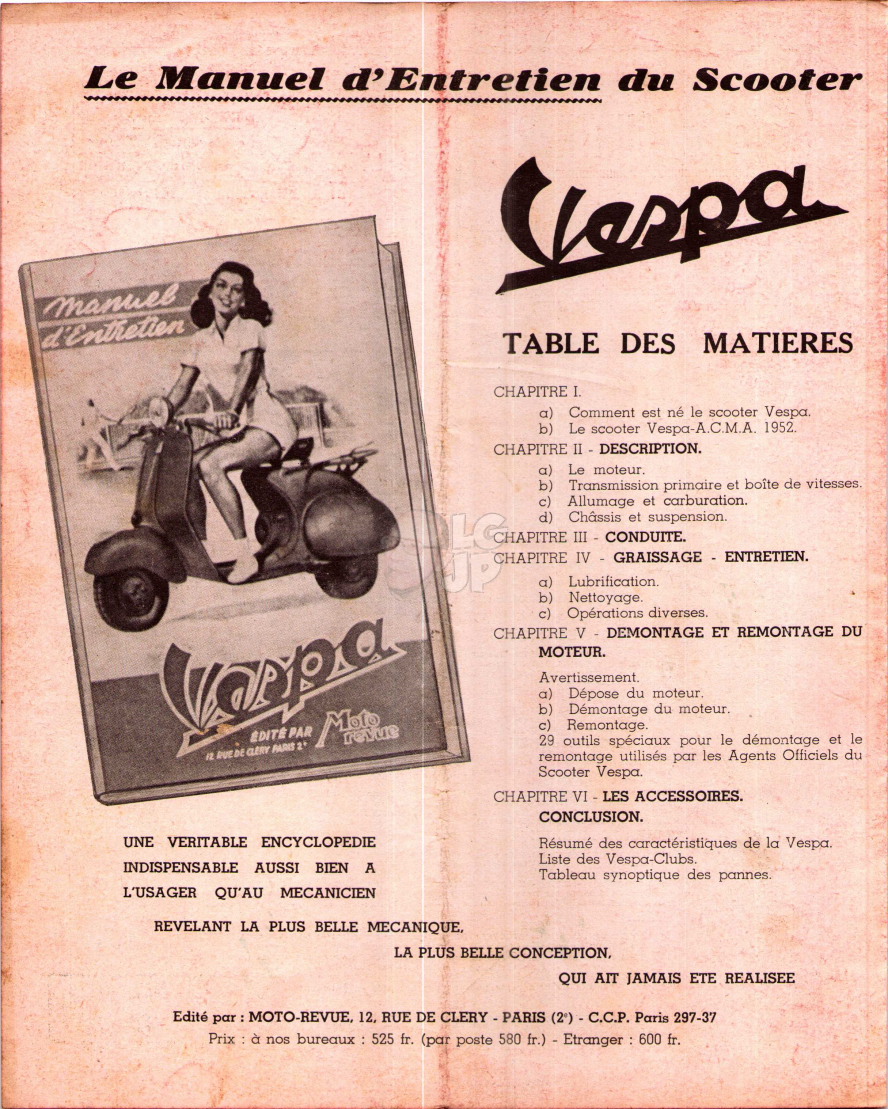 Le Manuel d'Entretien du Scooter
Vespa
manuel
d'Entretien
Vespa
ÉDITÉ PAR
Moto
revue
12 RUE DE CLÉRY PARIS 2e
TABLE DES MATIERES
CHAPITRE I.
a) Comment est né le scooter Vespa.
b) Le scooter Vespa-A.C.M.A. 1952.
CHAPITRE II - DESCRIPTION.
a) Le moteur.
b) Transmission primaire et boîte de vitesses.
c) Allumage et carburation.
d) Châssis et suspension.
CHAPITRE III - CONDUITE.
CHAPITRE IV - GRAISSAGE - ENTRETIEN.
a) Lubrification.
b) Nettoyage.
c) Opérations diverses.
CHAPITRE V - DEMONTAGE ET REMONTAGE DU
MOTEUR.
Avertissement.
a) Dépose du moteur.
b) Démontage du moteur.
c) Remontage.
29 outils spéciaux pour le démontage et le
remontage utilisés par les Agents Officiels du
Scooter Vespa.
CHAPITRE VI - LES ACCESSOIRES.
CONCLUSION.
Résumé des caractéristiques de la Vespa.
Liste des Vespa-Clubs.
Tableau synoptique des pannes.
UNE VERITABLE ENCYCLOPEDIE
INDISPENSABLE AUSSI BIEN A
L'USAGER QU'AU MECANICIEN
REVELANT LA PLUS BELLE MECANIQUE,
LA PLUS BELLE CONCEPTION,
QUI AIT JAMAIS ETE REALISEE
Edité par : MOTO-REVUE, 12, RUE DE CLERY - PARIS (2e) - C.C.P. Paris 297-37
Prix : à nos bureaux : 525 fr. (par poste 580 fr.) - Etranger : 600 fr.